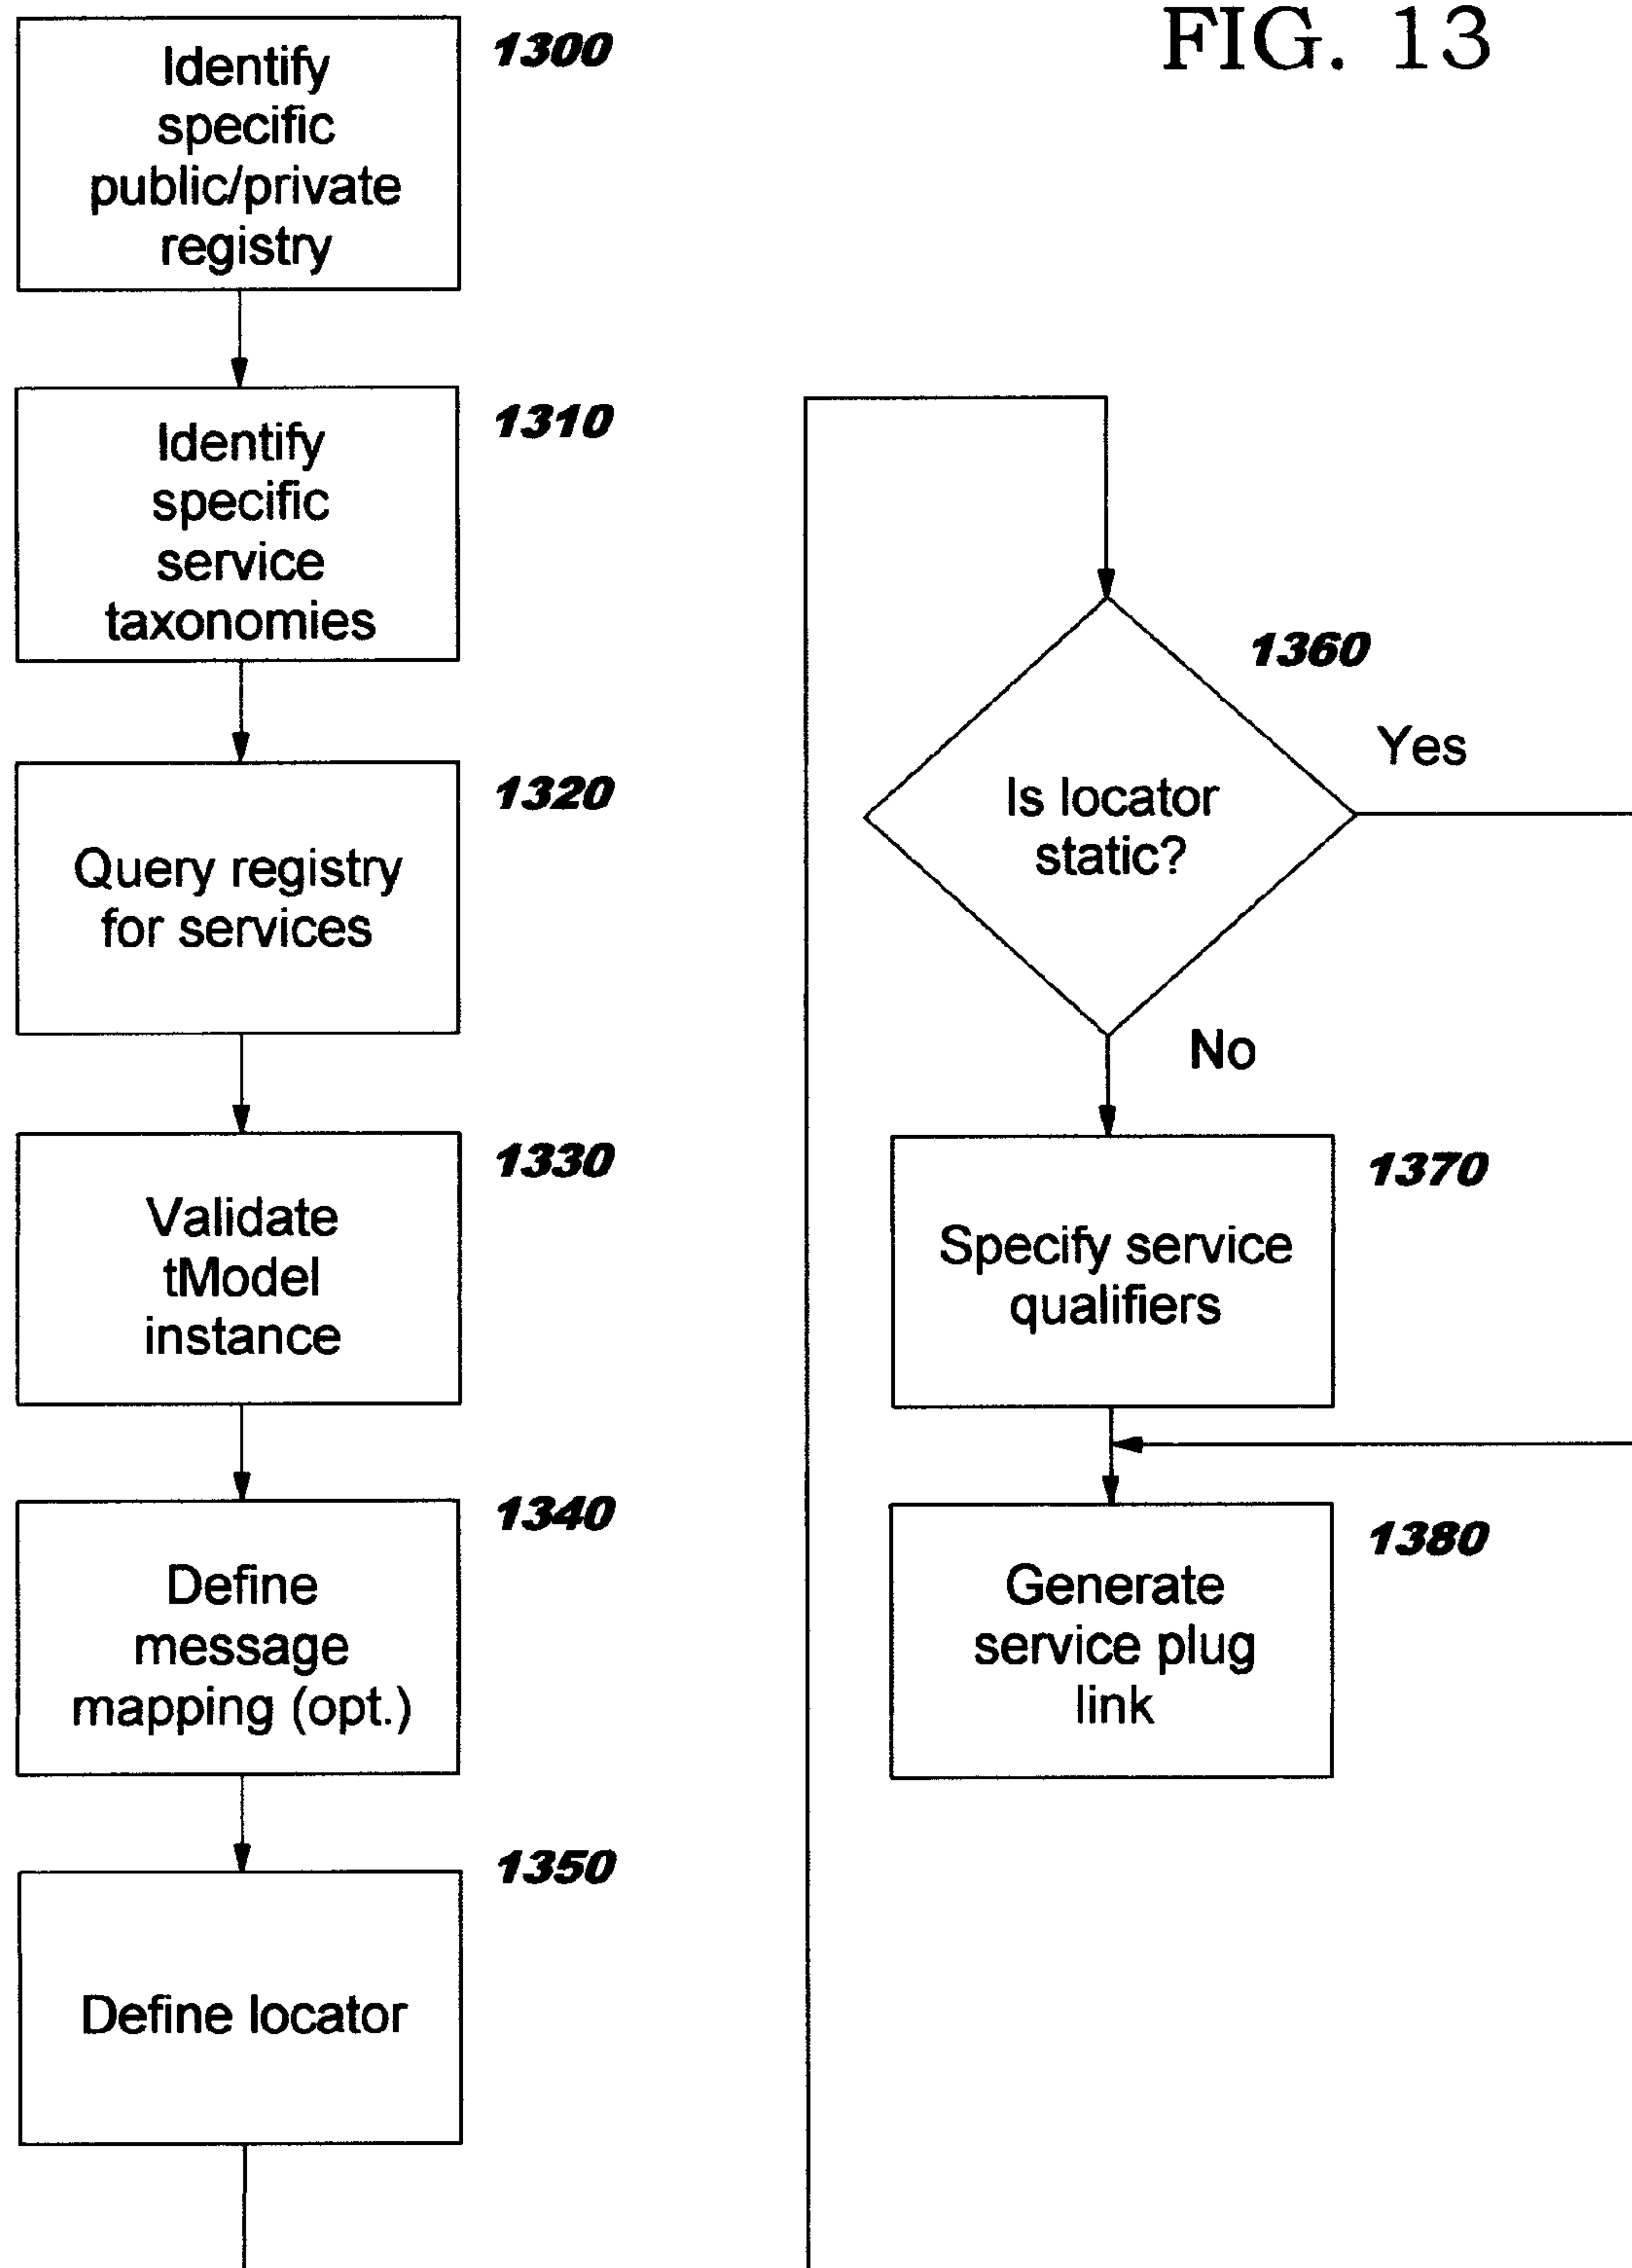 FIG. 13
Identify
specific
public/private
registry
1300
Identify
specific
service
taxonomies
1310
Query registry
for services
1320
Validate
tModel
instance
1330
Define
message
mapping (opt.)
1340
Define locator
1350
Is locator
static?
1360
Yes
No
Specify service
qualifiers
1370
Generate
service plug
link
1380